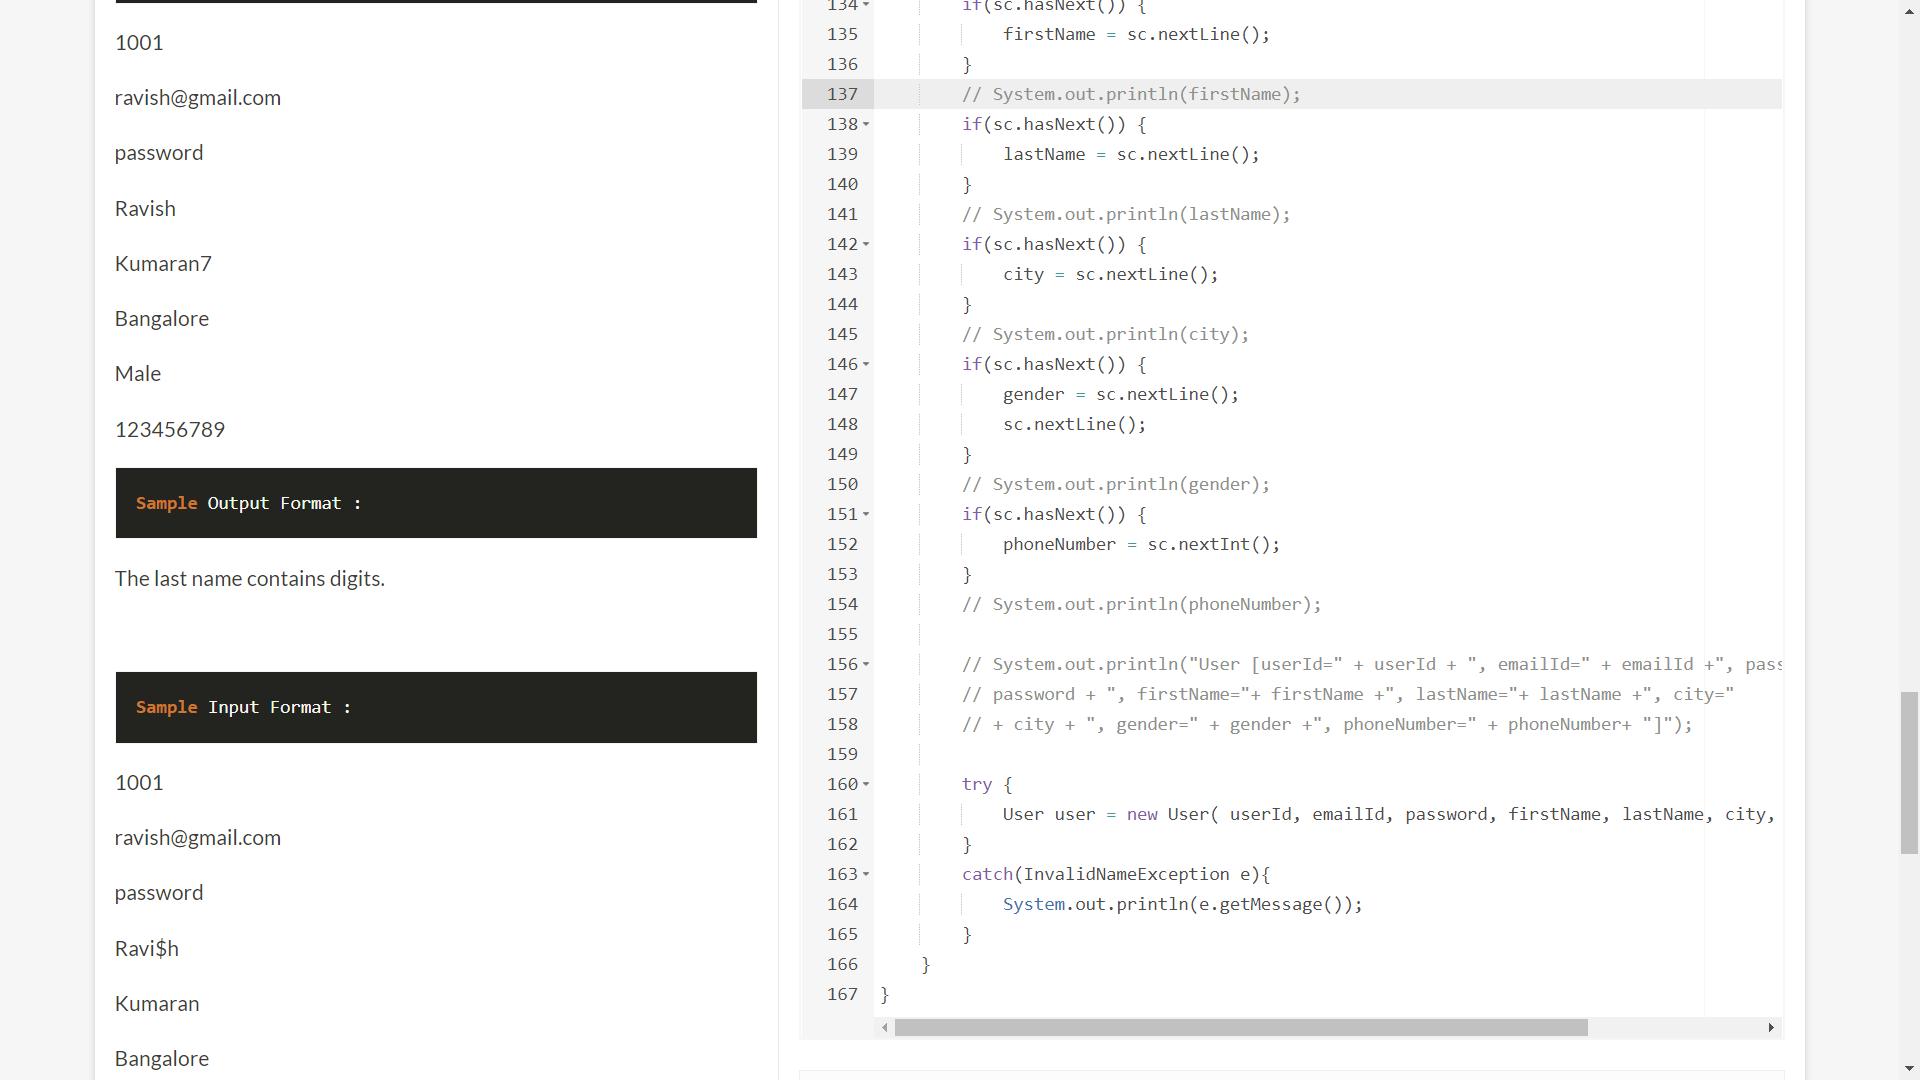 1001
ravish@gmail.com
password
Ravish
Kumaran7
Bangalore
Male
123456789
Sample Output Format :
The last name contains digits.
Sample Input Format :
1001
ravish@gmail.com
password
Ravi$h
Kumaran
Bangalore
134 if(sc.hasNext()) {
135 firstName = sc.nextLine();
136 }
137 // System.out.println(firstName);
138 if(sc.hasNext()) {
139 lastName = sc.nextLine();
140 }
141 // System.out.println(lastName);
142 if(sc.hasNext()) {
143 city = sc.nextLine();
144 }
145 // System.out.println(city);
146 if(sc.hasNext()) {
147 gender = sc.nextLine();
148 sc.nextLine();
149 }
150 // System.out.println(gender);
151 if(sc.hasNext()) {
152 phoneNumber = sc.nextInt();
153 }
154 // System.out.println(phoneNumber);
155
156 // System.out.println("User [userId=" + userId + ", emailId=" + emailId +", pass
157 // password + ", firstName="+ firstName +", lastName="+ lastName +", city="
158 // + city + ", gender=" + gender +", phoneNumber=" + phoneNumber+ "]");
159
160 try {
161 User user = new User( userId, emailId, password, firstName, lastName, city,
162 }
163 catch(InvalidNameException e){
164 System.out.println(e.getMessage());
165 }
166 }
167 }